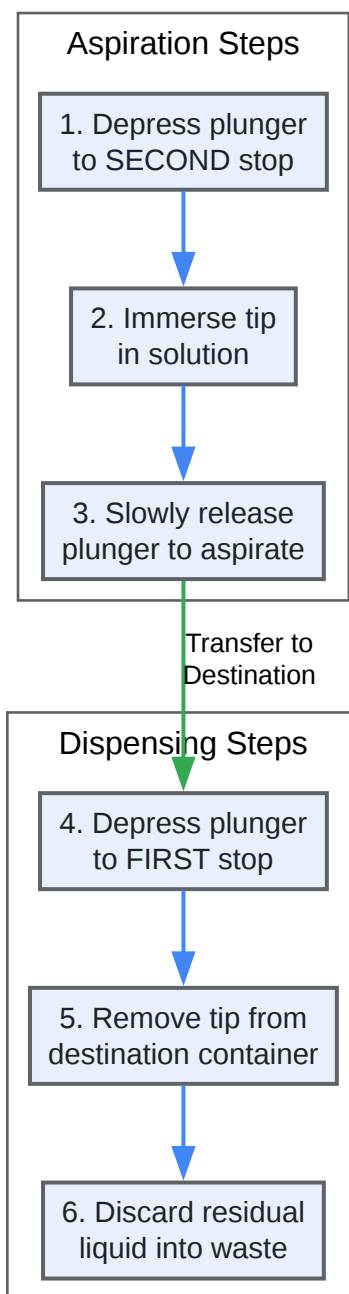 Aspiration Steps
1. Depress plunger
to SECOND stop
2. Immerse tip
in solution
3. Slowly release
plunger to aspirate
Transfer to
Destination
Dispensing Steps
4. Depress plunger
to FIRST stop
5. Remove tip from
destination container
6. Discard residual
liquid into waste